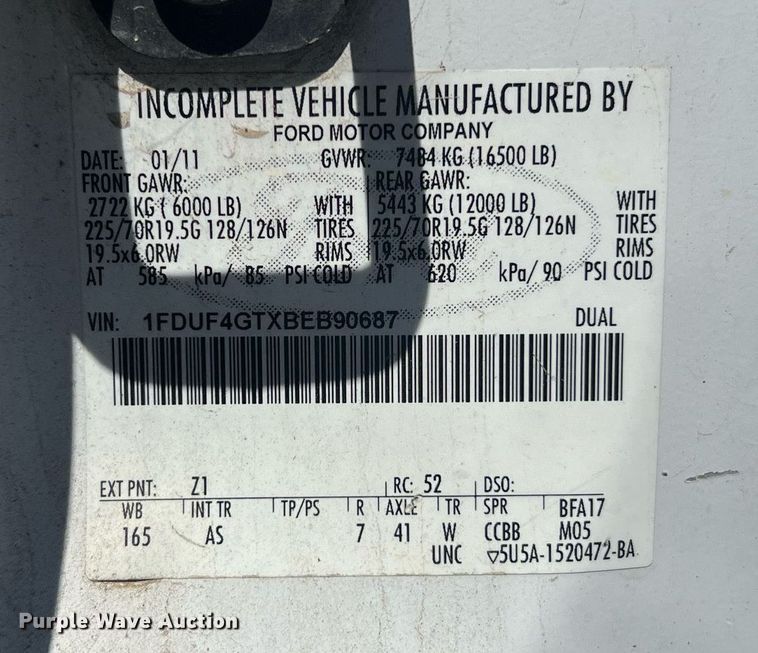 INCOMPLETE VEHICLE MANUFACTURED BY
FORD MOTOR COMPANY
DATE: 01/11 GVWR: 7484 KG (16500 LB)
FRONT GAWR: REAR GAWR:
2722 KG ( 6000 LB) WITH 5443 KG (12000 LB) WITH
225/70R19.5G 128/126N TIRES 225/70R19.5G 128/126N TIRES
19.5x6.0RW RIMS 19.5x6.0RW RIMS
AT 585 kPa/ 85 PSI COLD AT 620 kPa/ 90 PSI COLD
VIN: 1FDUF4GTXBEB90687 DUAL
EXT PNT: Z1 RC: 52 DSO:
WB INT TR TP/PS R AXLE TR SPR BFA17
165 AS 7 41 W CCBB M05
UNC ▽5U5A-1520472-BA
Purple Wave Auction